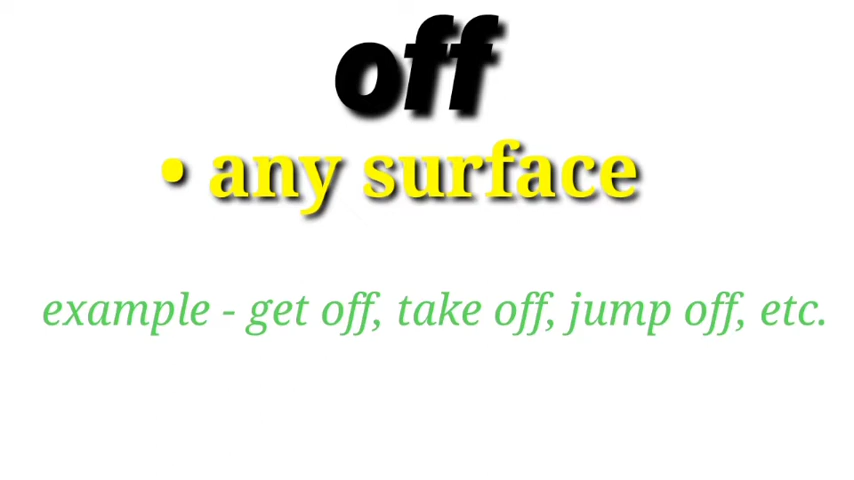 off
• any surface
example - get off, take off, jump off, etc.